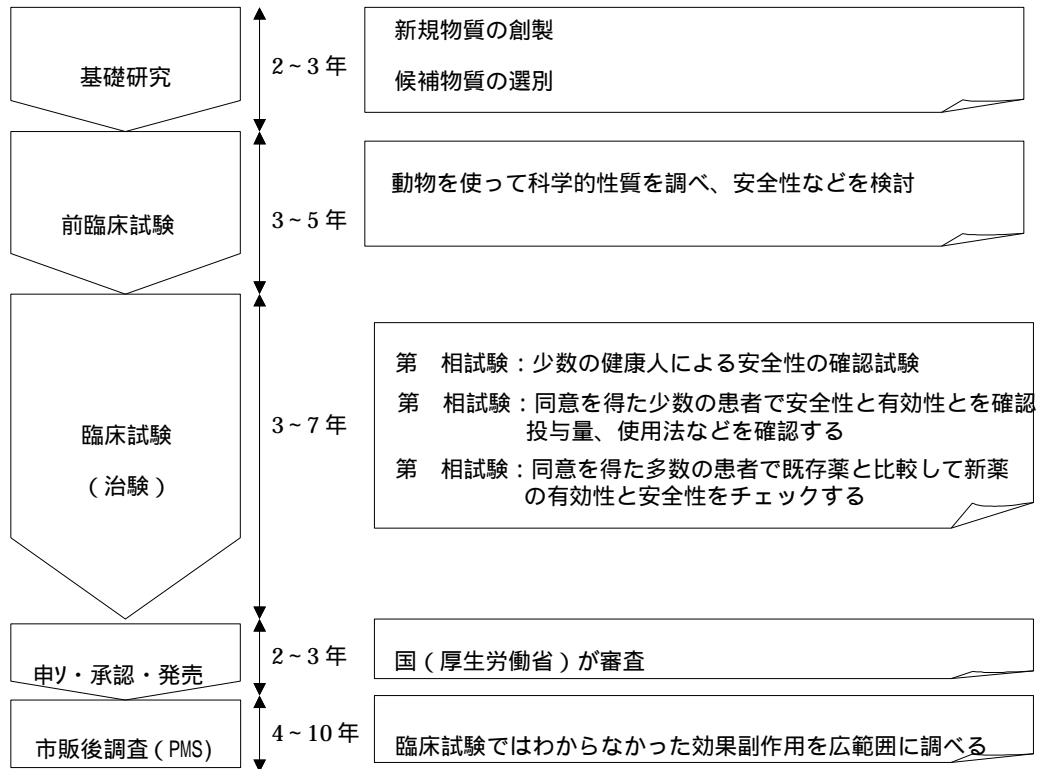 基礎研究
2~3年
新規物質の創製
候補物質の選別
前臨床試験
3~5年
動物を使って科学的性質を調べ、安全性などを検討
臨床試験
(治験)
3~7年
第　相試験：少数の健康人による安全性の確認試験
第　相試験：同意を得た少数の患者で安全性と有効性とを確認
投与量、使用法などを確認する
第　相試験：同意を得た多数の患者で既存薬と比較して新薬
の有効性と安全性をチェックする
申ソ・承認・発売
2~3年
国(厚生労働省)が審査
市販後調査(PMS)
4~10年
臨床試験ではわからなかった効果副作用を広範囲に調べる